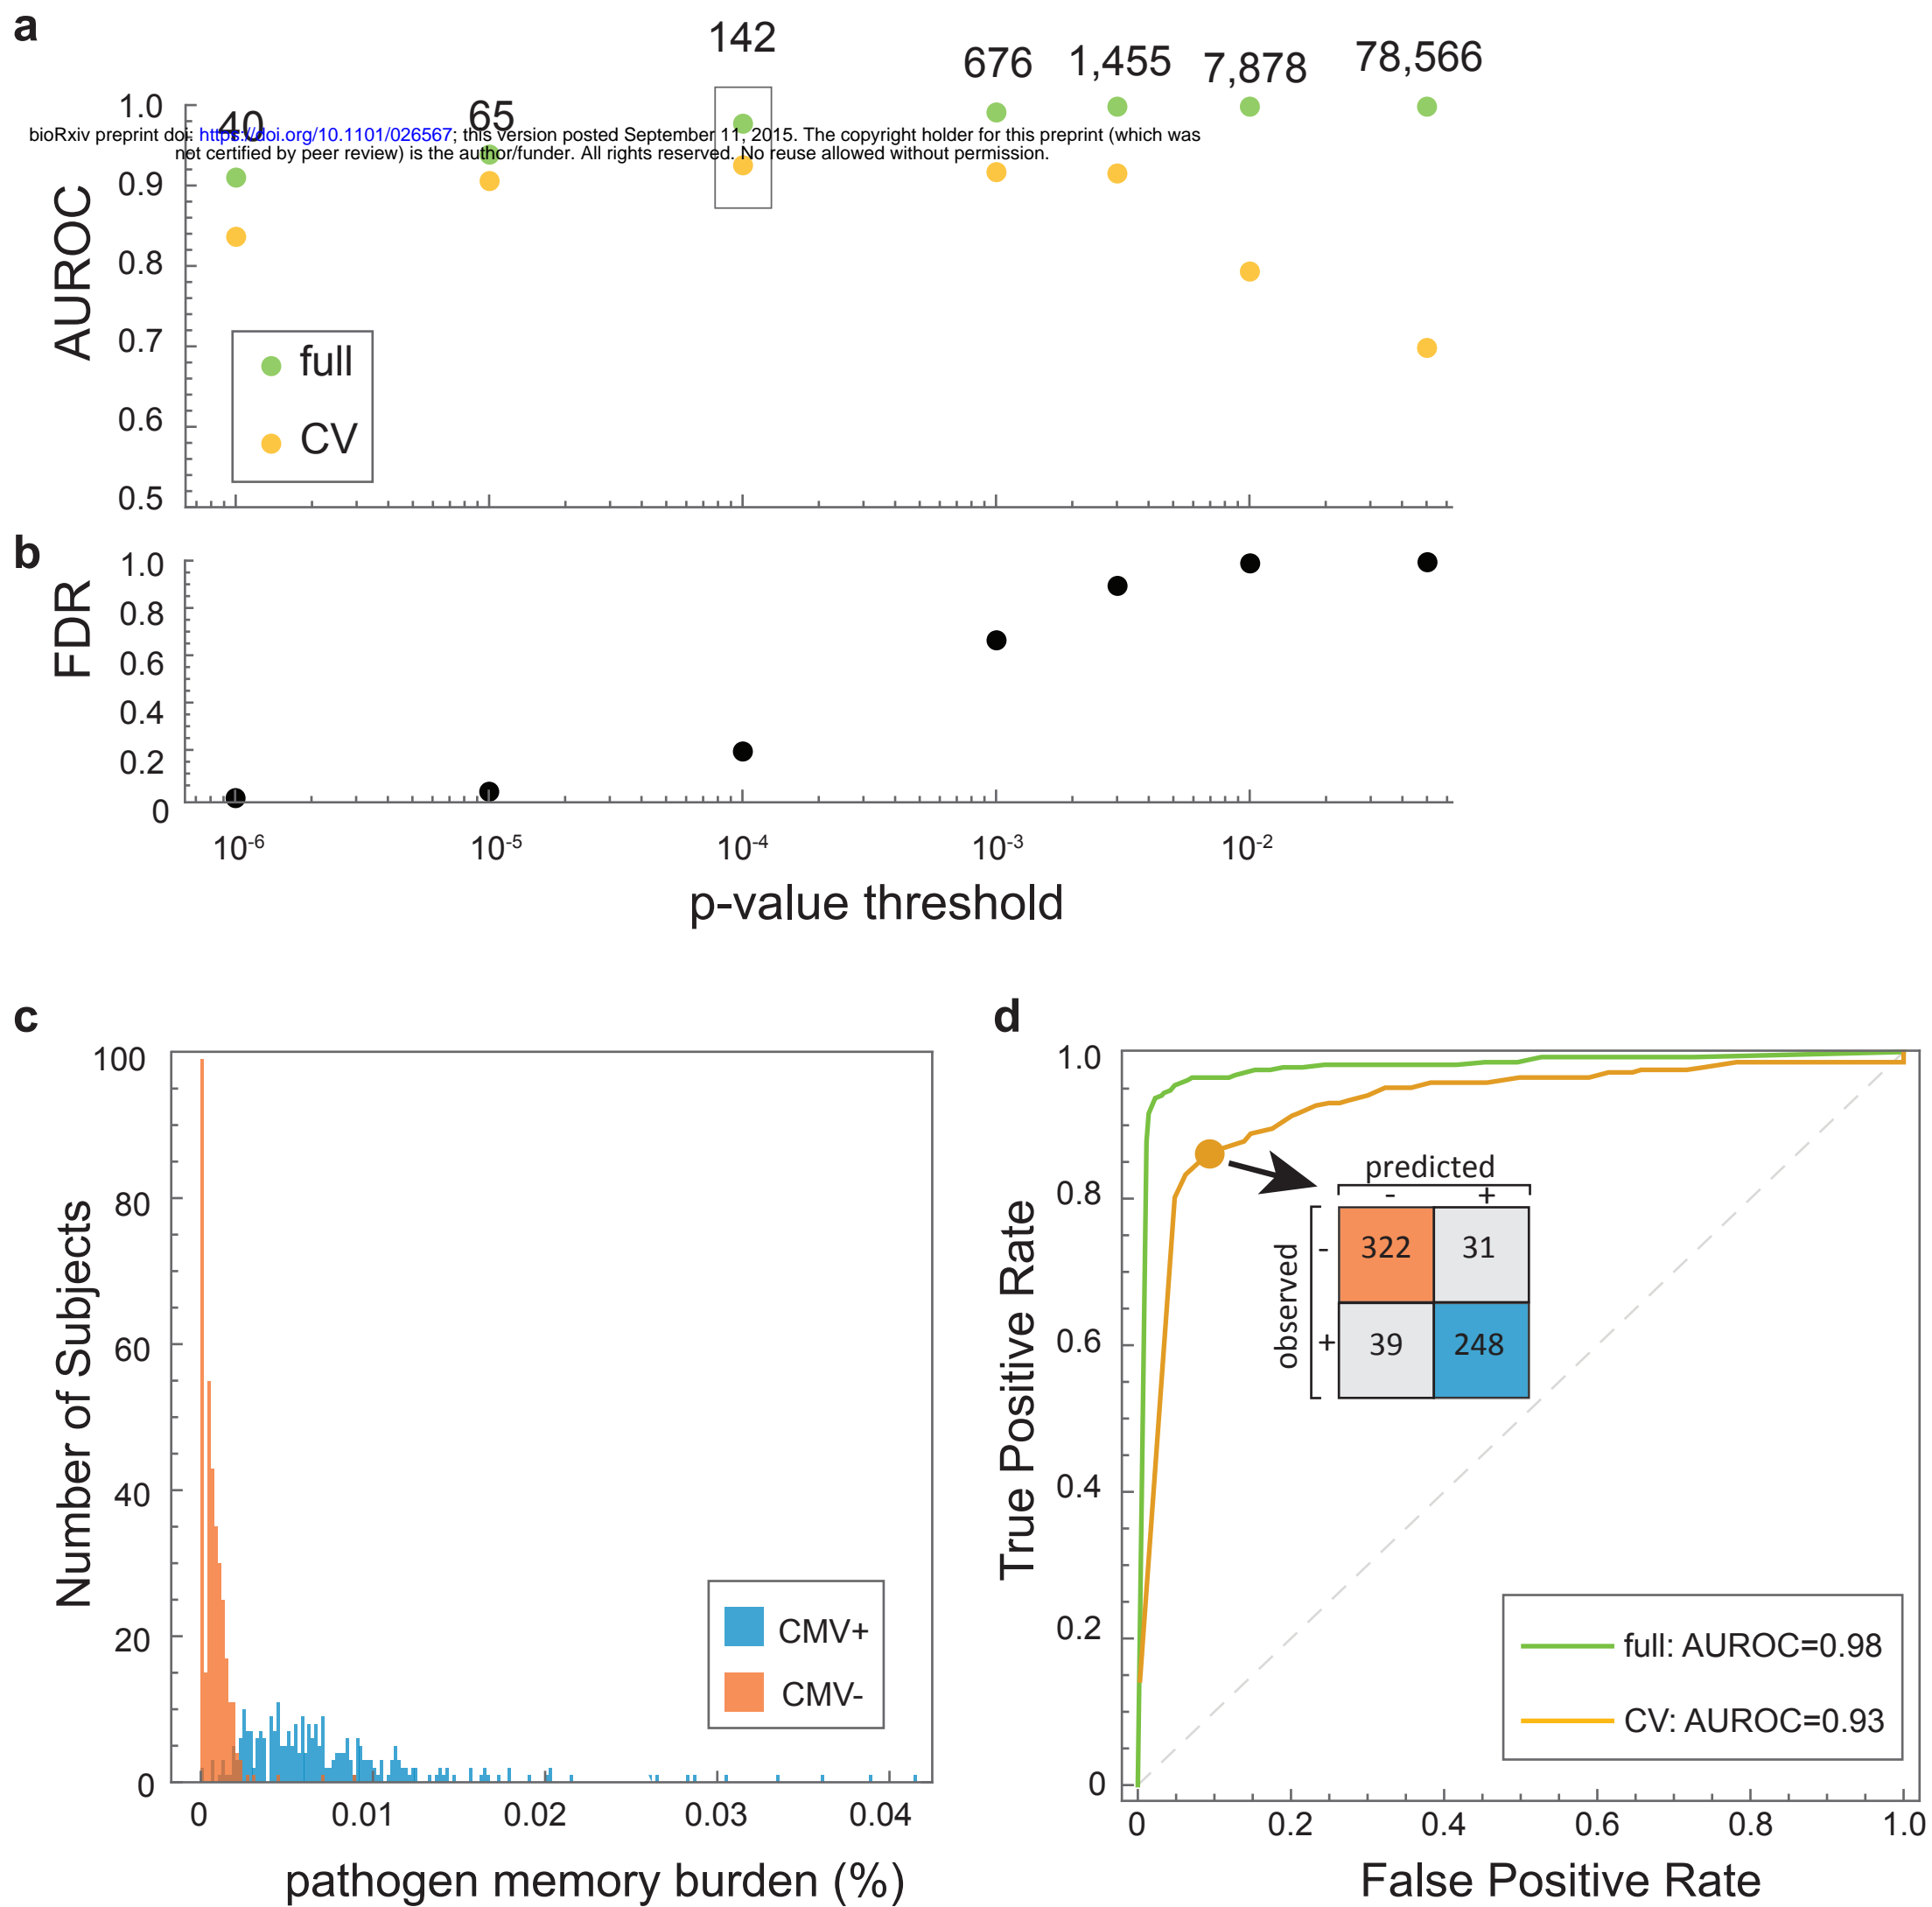 a
142
676 1,455 7,878 78,566
40
65
bioRxiv preprint doi: https://doi.org/10.1101/026567; this version posted September 11, 2015. The copyright holder for this preprint (which was
not certified by peer review) is the author/funder. All rights reserved. No reuse allowed without permission.
1.0
0.9
0.8
0.7
0.6
0.5
AUROC
full
CV
b
1.0
0.8
0.6
0.4
0.2
0
FDR
10-6 10-5 10-4 10-3 10-2
p-value threshold
c
100
80
60
40
20
0
Number of Subjects
CMV+
CMV-
0 0.01 0.02 0.03 0.04
pathogen memory burden (%)
d
1.0
0.8
0.6
0.4
0.2
0
True Positive Rate
predicted
- +
observed
- 322 31
+ 39 248
full: AUROC=0.98
CV: AUROC=0.93
0 0.2 0.4 0.6 0.8 1.0
False Positive Rate